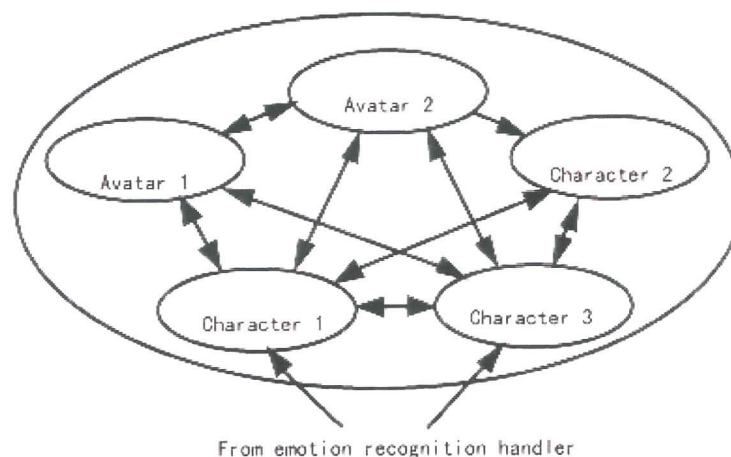 Avatar 2
Avatar 1
Character 2
Character 1
Character 3
From emotion recognition handler